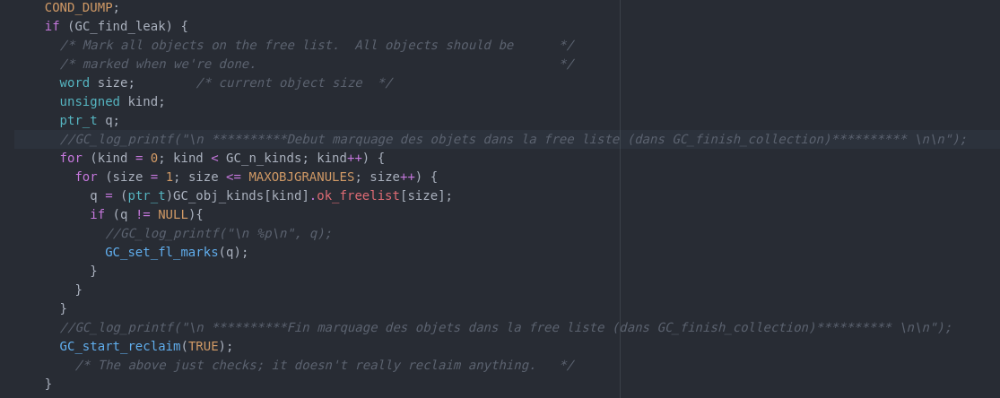 COND_DUMP;
if (GC_find_leak) {
/* Mark all objects on the free list.  All objects should be      */
/* marked when we're done.                                        */
word size;        /* current object size  */
unsigned kind;
ptr_t q;
//GC_log_printf("\n **********Debut marquage des objets dans la free liste (dans GC_finish_collection)********** \n\n");
for (kind = 0; kind < GC_n_kinds; kind++) {
for (size = 1; size <= MAXOBJGRANULES; size++) {
q = (ptr_t)GC_obj_kinds[kind].ok_freelist[size];
if (q != NULL){
//GC_log_printf("\n %p\n", q);
GC_set_fl_marks(q);
}
}
}
//GC_log_printf("\n **********Fin marquage des objets dans la free liste (dans GC_finish_collection)********** \n\n");
GC_start_reclaim(TRUE);
/* The above just checks; it doesn't really reclaim anything.   */
}